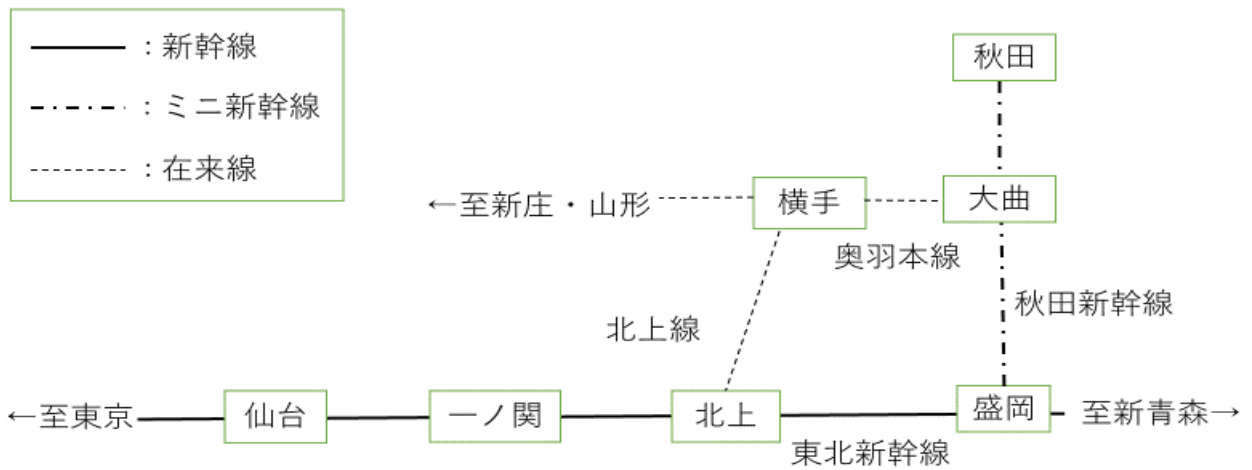 ：新幹線
：ミニ新幹線
：在来線
秋田
←至新庄・山形
横手
大曲
奥羽本線
秋田新幹線
北上線
←至東京
仙台
一ノ関
北上
盛岡
至新青森→
東北新幹線